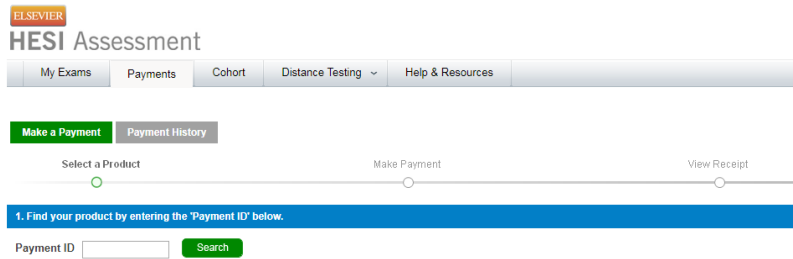 ELSEVIER
HESI Assessment
My Exams Payments Cohort Distance Testing Help & Resources
Make a Payment Payment History
Select a Product Make Payment View Receipt
1. Find your product by entering the 'Payment ID' below.
Payment ID Search